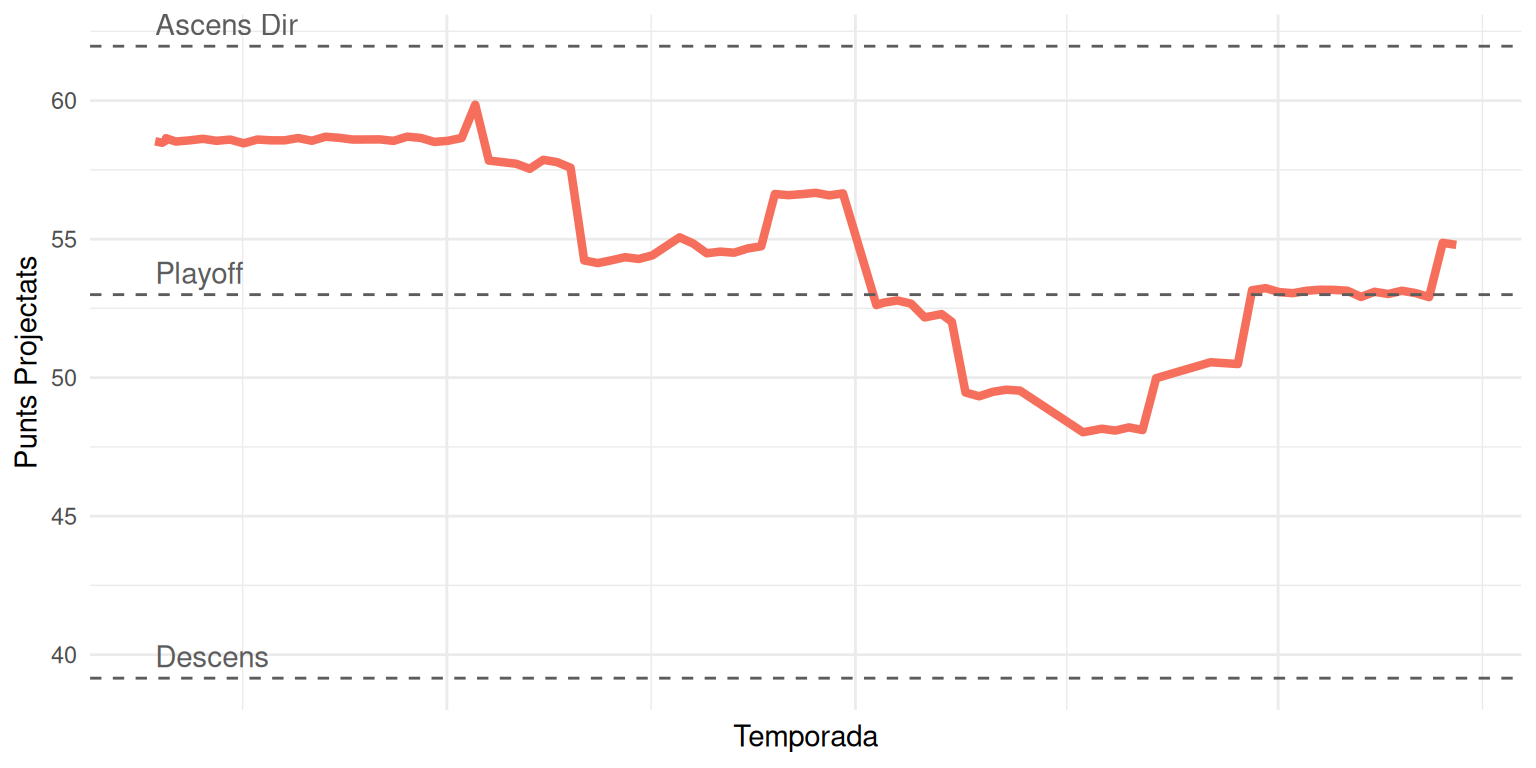 Ascens Dir
60
55
Playoff
50
45
40
Descens
Punts Projectats
Temporada